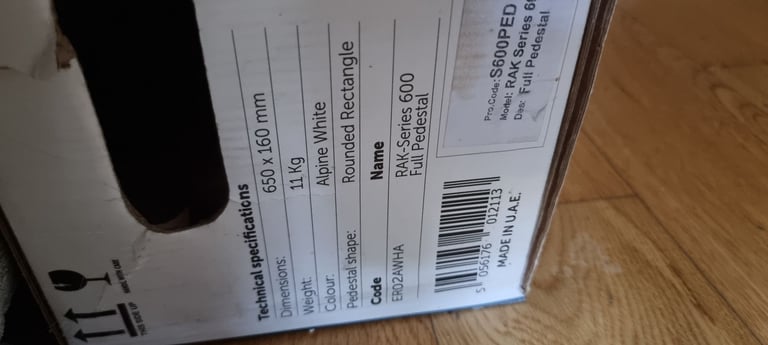 Technical specifications
Dimensions: 650 x 160 mm
Weight: 11 Kg
Colour: Alpine White
Pedestal shape: Rounded Rectangle
Code Name
ER02AWHA RAK-Series 600
Full Pedestal
5 056176 012113
MADE IN U.A.E.
Pro.Code: S600PED
Model: RAK Series
Des: Full Pedestal
THIS SIDE UP